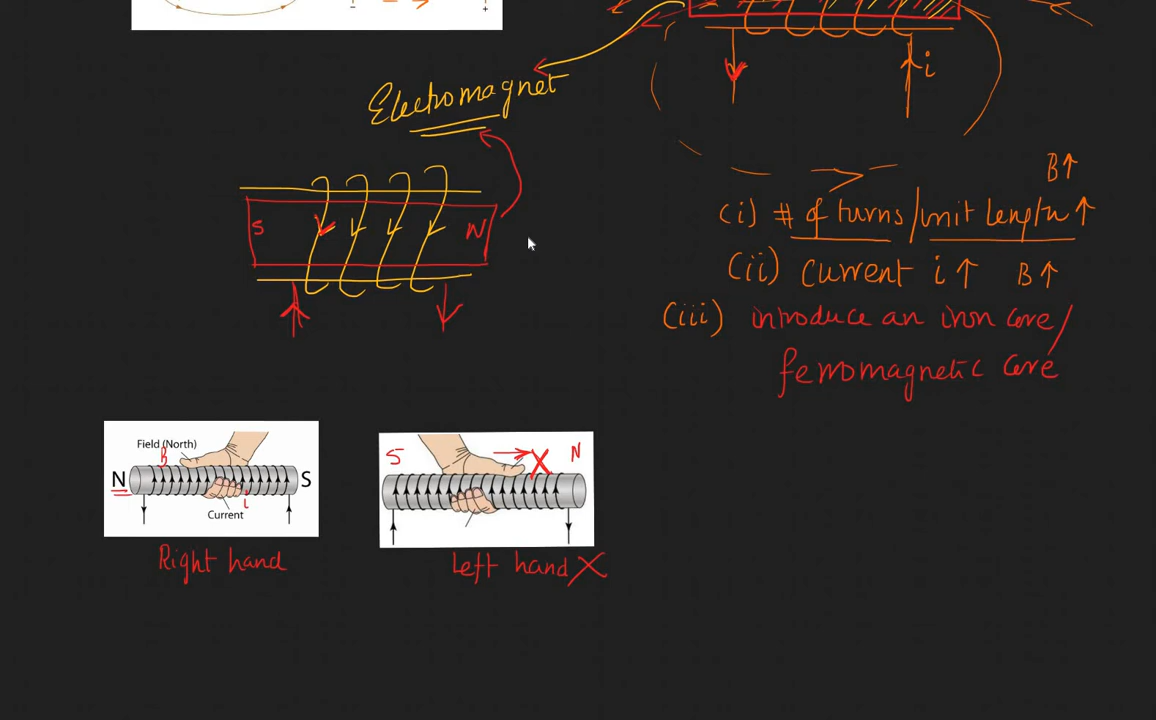 - +
i
Electromagnet
B↑
(i) # of turns/unit length ↑
(ii) Current i ↑ B↑
(iii) introduce an iron core/
ferromagnetic core
S N
Field (North)
B
N S
i
Current
Right hand
S N
Left hand X